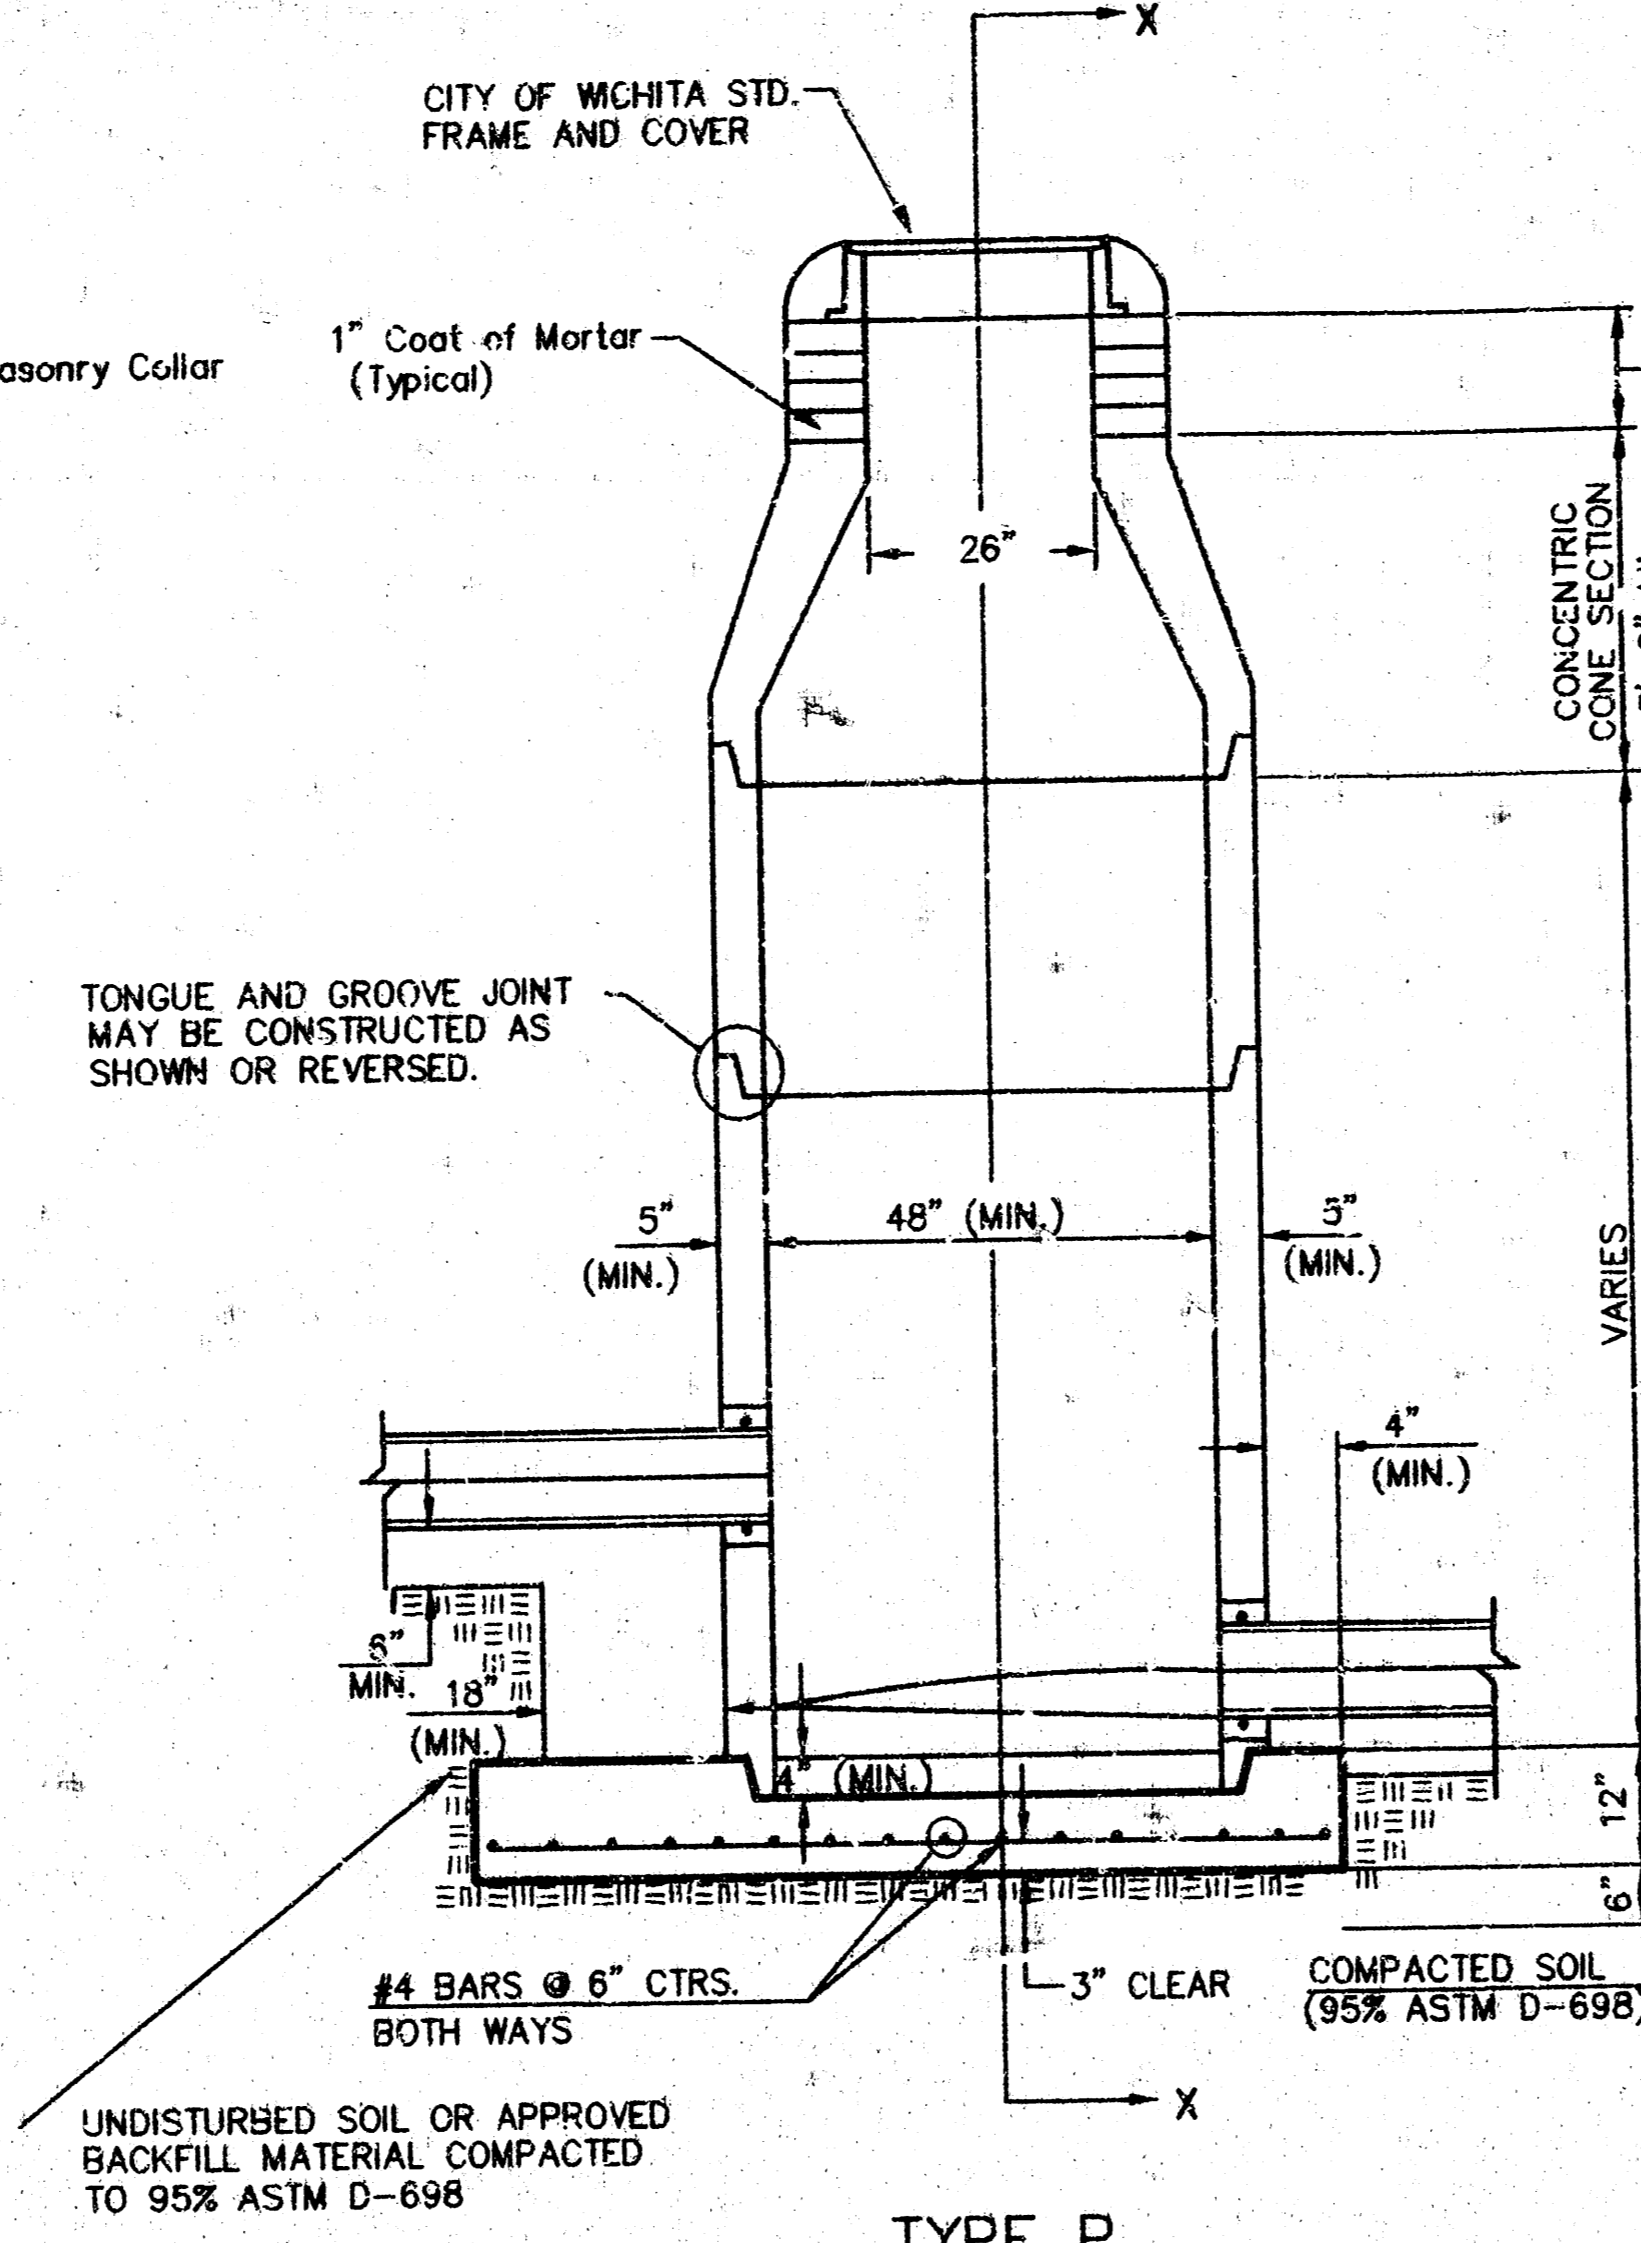 X
CITY OF WICHITA STD.
FRAME AND COVER
1” Coat of Mortar
(Typical)
Collar
CONCENTRIC
CONE SECTION
26”
TONGUE AND GROOVE JOINT
MAY BE CONSTRUCTED AS
SHOWN OR REVERSED.
5”
(MIN.)
48” (MIN.)
5”
(MIN.)
VARIES
4”
(MIN.)
6”
MIN.
18”
(MIN.)
4” (MIN.)
12”
6”
#4 BARS @ 6” CTRS.
BOTH WAYS
3” CLEAR
COMPACTED SOIL
(95% ASTM D-698)
X
UNDISTURBED SOIL OR APPROVED
BACKFILL MATERIAL COMPACTED
TO 95% ASTM D-698
TYPE P